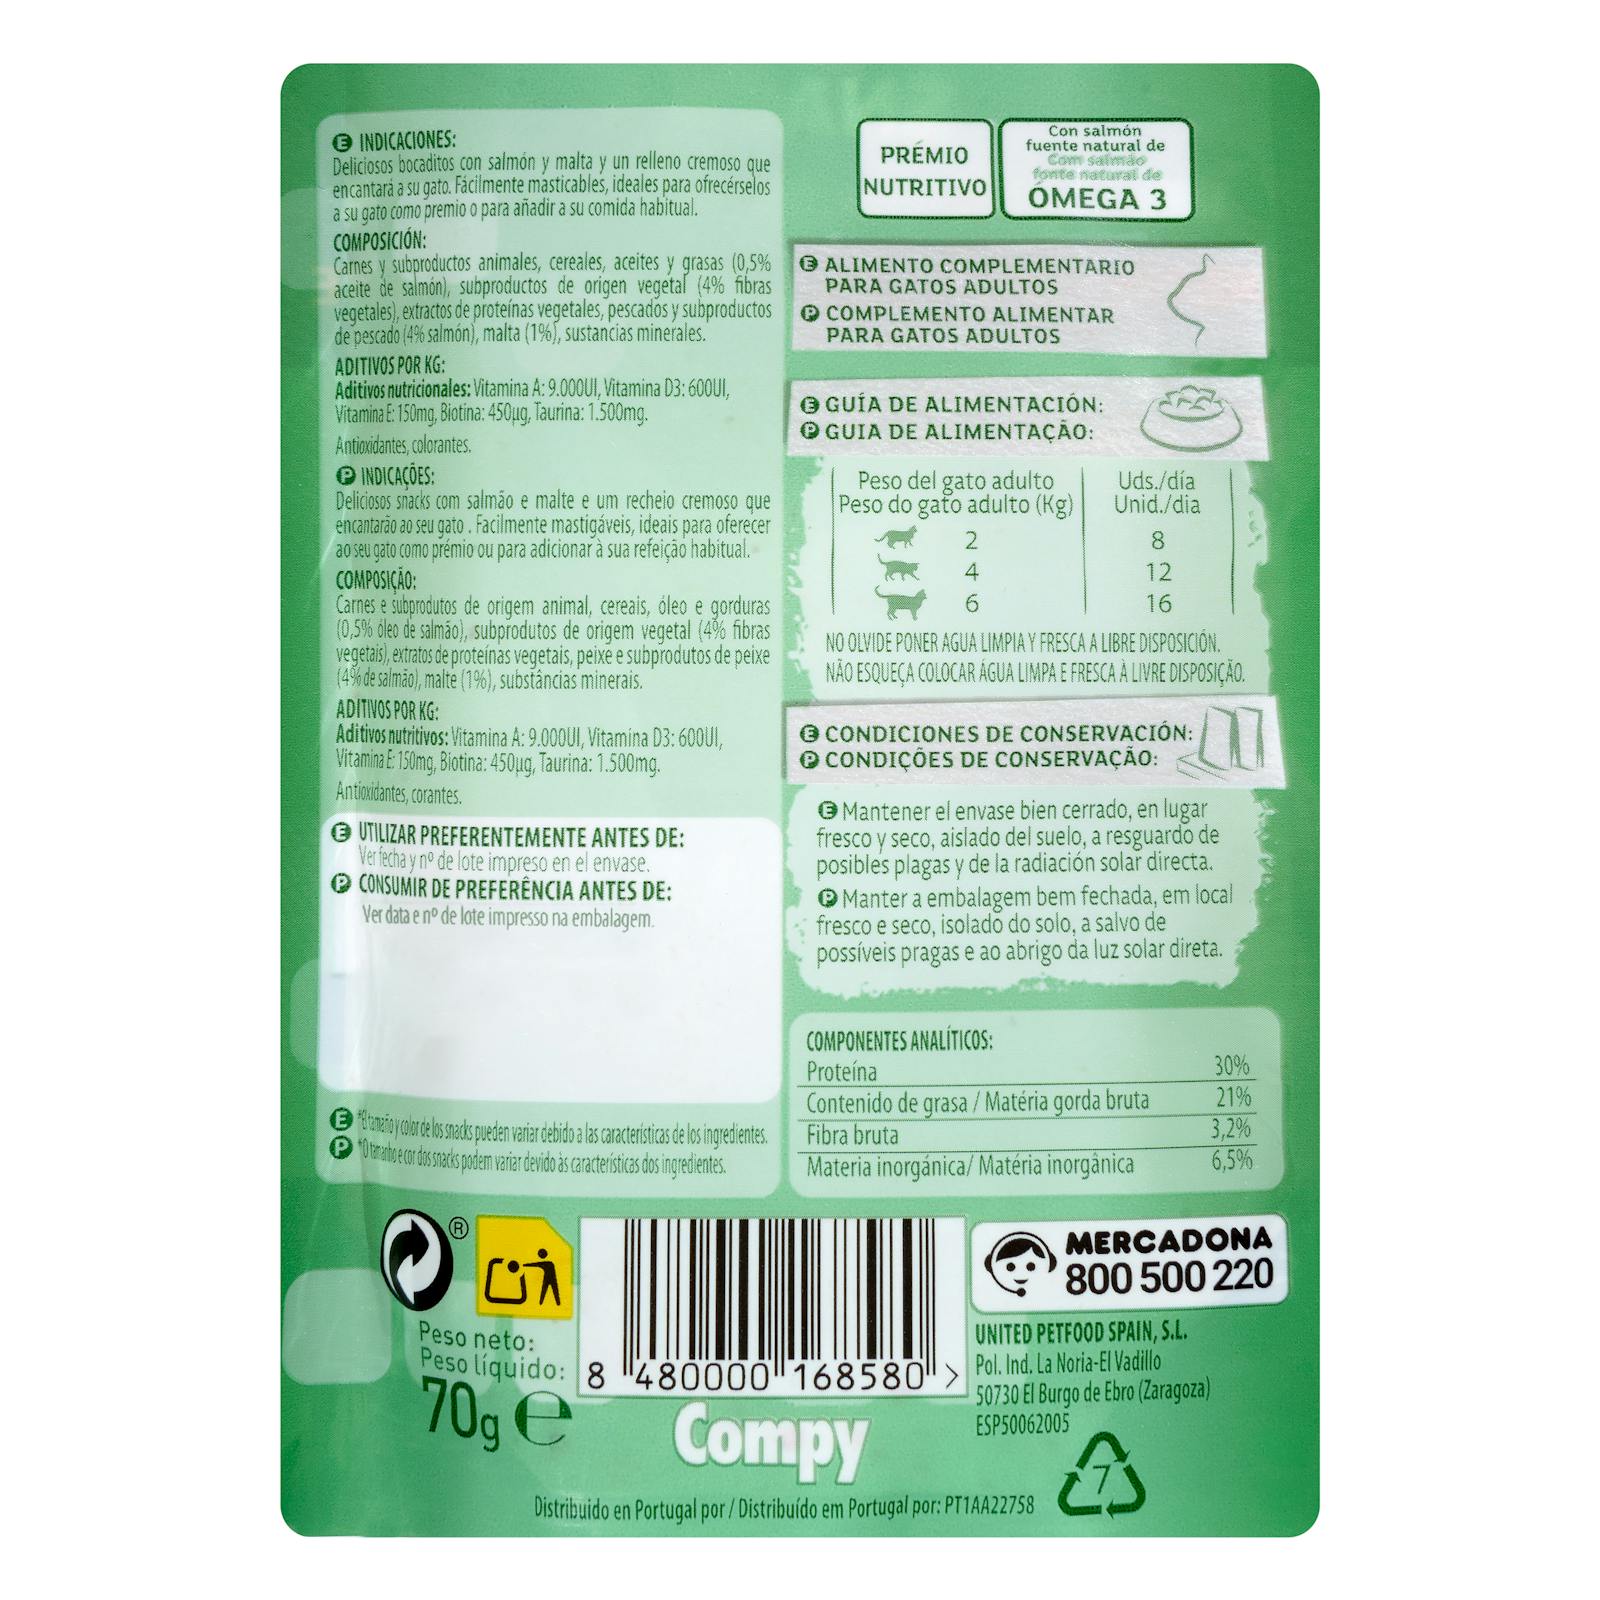 E INDICACIONES:
Deliciosos bocaditos con salmón y malta y un relleno cremoso que
encantará a su gato. Fácilmente masticables, ideales para ofrecérselos
a su gato como premio o para añadir a su comida habitual.
COMPOSICIÓN:
Carnes y subproductos animales, cereales, aceites y grasas (0,5%
aceite de salmón), subproductos de origen vegetal (4% fibras
vegetales), extractos de proteínas vegetales, pescados y subproductos
de pescado (4% salmón), malta (1%), sustancias minerales.
ADITIVOS POR KG:
Aditivos nutricionales: Vitamina A: 9.000UI, Vitamina D3: 600UI,
Vitamina E: 150mg, Biotina: 450µg, Taurina: 1.500mg.
Antioxidantes, colorantes.
P INDICAÇÕES:
Deliciosos snacks com salmão e malte e um recheio cremoso que
encantarão ao seu gato . Facilmente mastigáveis, ideais para oferecer
ao seu gato como prémio ou para adicionar à sua refeição habitual.
COMPOSIÇÃO:
Carnes e subprodutos de origem animal, cereais, óleo e gorduras
(0,5% óleo de salmão), subprodutos de origem vegetal (4% fibras
vegetais), extratos de proteínas vegetais, peixe e subprodutos de peixe
(4% de salmão), malte (1%), substâncias minerais.
ADITIVOS POR KG:
Aditivos nutritivos: Vitamina A: 9.000UI, Vitamina D3: 600UI,
Vitamina E: 150mg, Biotina: 450µg, Taurina: 1.500mg.
Antioxidantes, corantes.
E UTILIZAR PREFERENTEMENTE ANTES DE:
Ver fecha y nº de lote impreso en el envase.
P CONSUMIR DE PREFERÊNCIA ANTES DE:
Ver data e nº de lote impresso na embalagem.
E *El tamaño y color de los snacks pueden variar debido a las características de los ingredientes.
P *O tamanho e cor dos snacks podem variar devido às características dos ingredientes.
PRÉMIO
NUTRITIVO
Con salmón
fuente natural de
Com salmão
fonte natural de
ÓMEGA 3
E ALIMENTO COMPLEMENTARIO
PARA GATOS ADULTOS
P COMPLEMENTO ALIMENTAR
PARA GATOS ADULTOS
E GUÍA DE ALIMENTACIÓN:
P GUIA DE ALIMENTAÇÃO:
Peso del gato adulto Uds./día
Peso do gato adulto (Kg) Unid./dia
2 8
4 12
6 16
NO OLVIDE PONER AGUA LIMPIA Y FRESCA A LIBRE DISPOSICIÓN.
NÃO ESQUEÇA COLOCAR ÁGUA LIMPA E FRESCA À LIVRE DISPOSIÇÃO.
E CONDICIONES DE CONSERVACIÓN:
P CONDIÇÕES DE CONSERVAÇÃO:
E Mantener el envase bien cerrado, en lugar
fresco y seco, aislado del suelo, a resguardo de
posibles plagas y de la radiación solar directa.
P Manter a embalagem bem fechada, em local
fresco e seco, isolado do solo, a salvo de
possíveis pragas e ao abrigo da luz solar direta.
COMPONENTES ANALÍTICOS:
Proteína 30%
Contenido de grasa / Matéria gorda bruta 21%
Fibra bruta 3,2%
Materia inorgánica/ Matéria inorgânica 6,5%
®
Peso neto:
Peso líquido:
70g e
8 480000 168580 >
MERCADONA
800 500 220
UNITED PETFOOD SPAIN, S.L.
Pol. Ind. La Noria-El Vadillo
50730 El Burgo de Ebro (Zaragoza)
ESP50062005
Compy
7
Distribuido en Portugal por / Distribuído em Portugal por: PT1AA22758